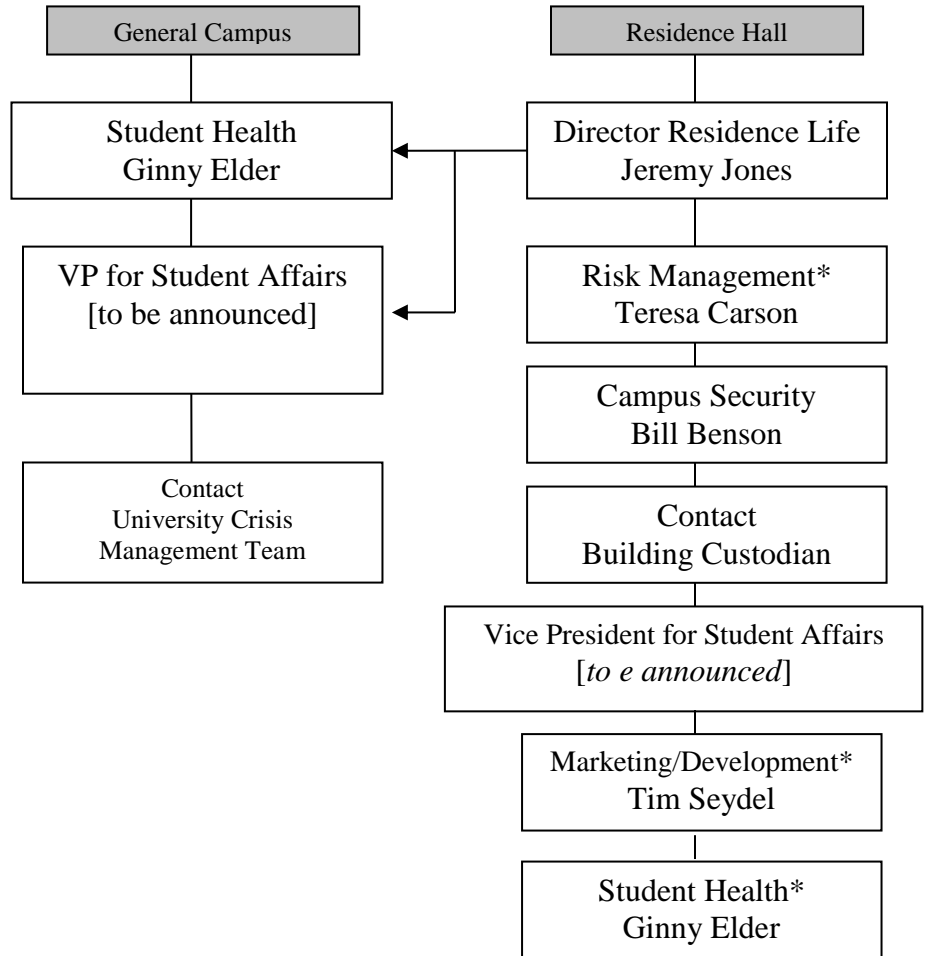 General Campus
Residence Hall
Student Health
Ginny Elder
Director Residence Life
Jeremy Jones
VP for Student Affairs
[to be announced]
Risk Management*
Teresa Carson
Campus Security
Bill Benson
Contact
University Crisis
Management Team
Contact
Building Custodian
Vice President for Student Affairs
[to e announced]
Marketing/Development*
Tim Seydel
Student Health*
Ginny Elder